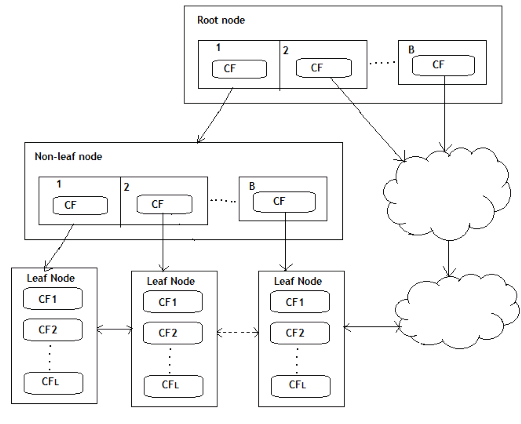 Root node
1 2 B
CF CF CF
Non-leaf node
1 2 B
CF CF CF
Leaf Node Leaf Node Leaf Node
CF1 CF1 CF1
CF2 CF2 CF2
CFL CFL CFL